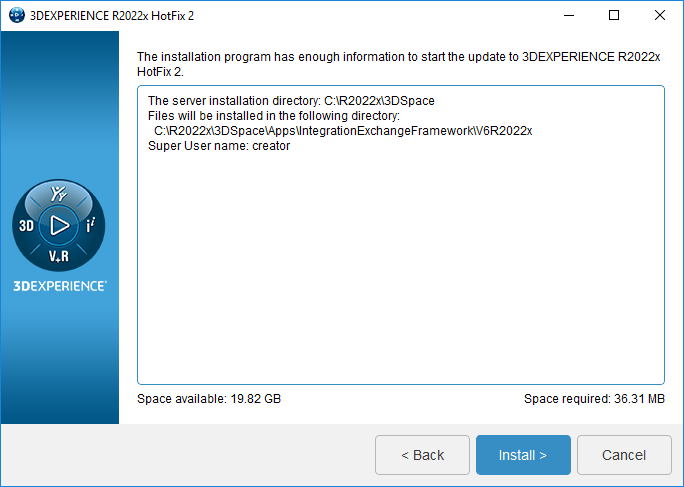 3DEXPERIENCE R2022x HotFix 2
The installation program has enough information to start the update to 3DEXPERIENCE R2022x
HotFix 2.
The server installation directory: C:\R2022x\3DSpace
Files will be installed in the following directory:
C:\R2022x\3DSpace\Apps\IntegrationExchangeFramework\V6R2022x
Super User name: creator
3D
i
V+R
3DEXPERIENCE
Space available: 19.82 GB
Space required: 36.31 MB
< Back
Install >
Cancel